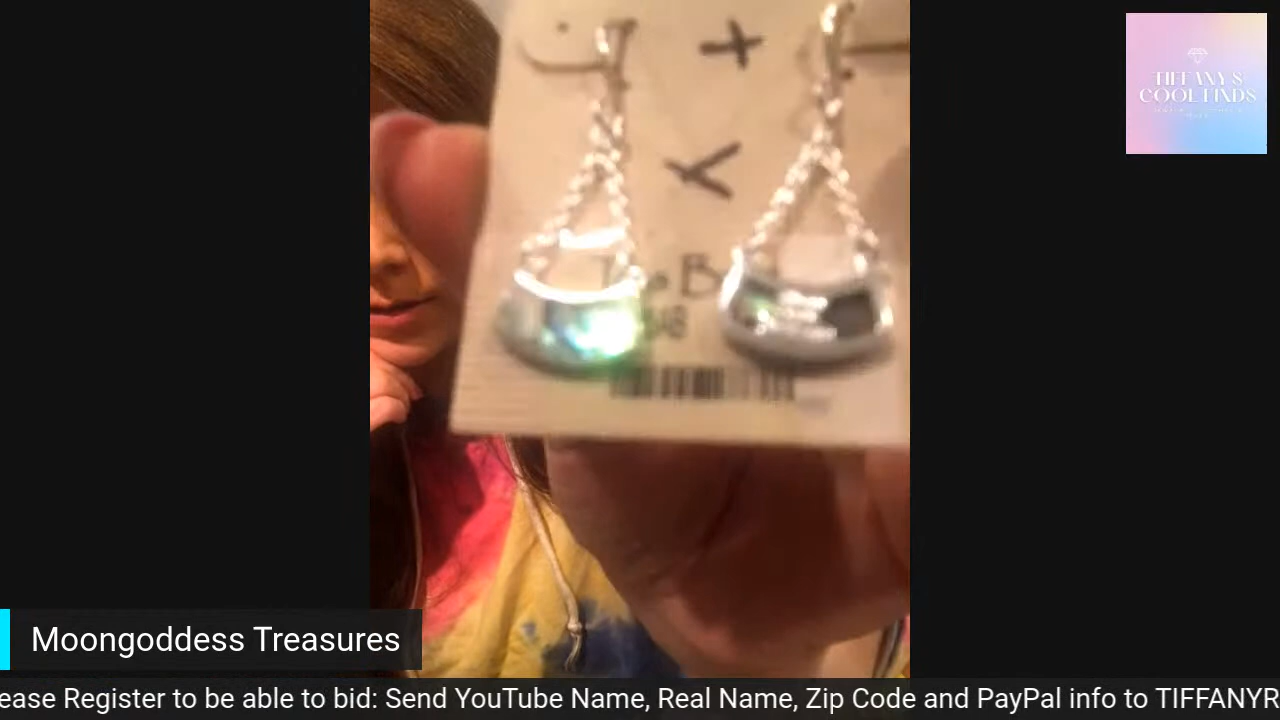 TIFFANY'S
COOL FINDS
+
<
B
Moongoddess Treasures
ease Register to be able to bid: Send YouTube Name, Real Name, Zip Code and PayPal info to TIFFANYR